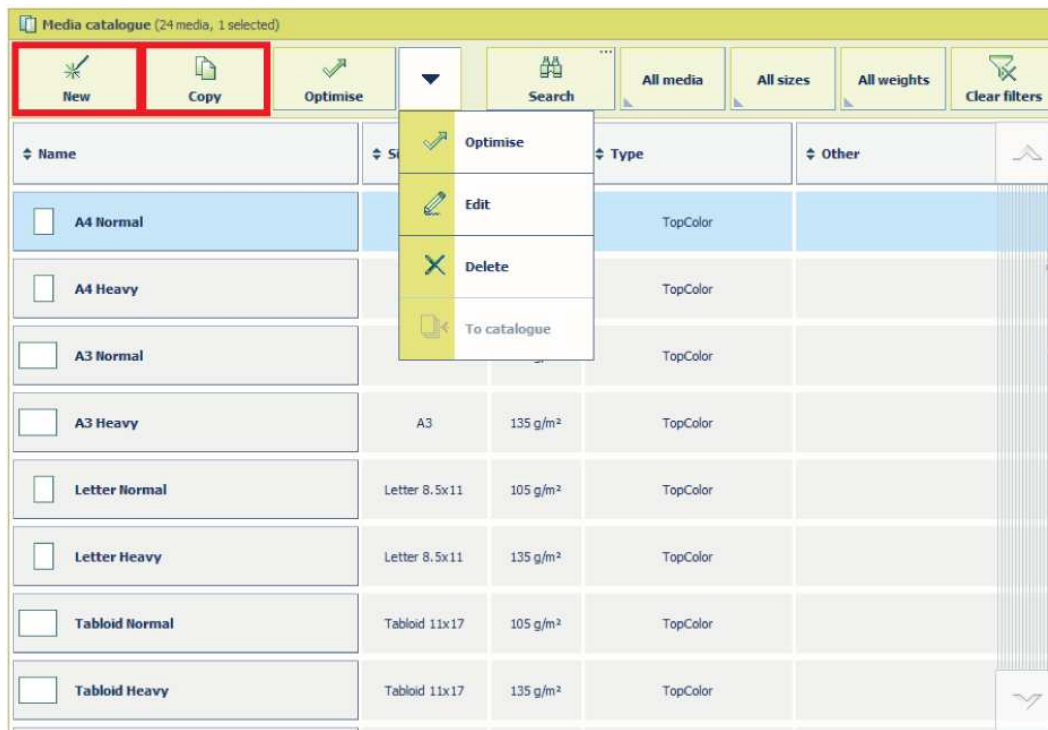 Media catalogue (24 media, 1 selected)
New Copy Optimise Search All media All sizes All weights Clear filters
Name Type Other
Optimise
Edit
Delete
To catalogue
A4 Normal TopColor
A4 Heavy TopColor
A3 Normal TopColor
A3 Heavy A3 135 g/m² TopColor
Letter Normal Letter 8.5x11 105 g/m² TopColor
Letter Heavy Letter 8.5x11 135 g/m² TopColor
Tabloid Normal Tabloid 11x17 105 g/m² TopColor
Tabloid Heavy Tabloid 11x17 135 g/m² TopColor